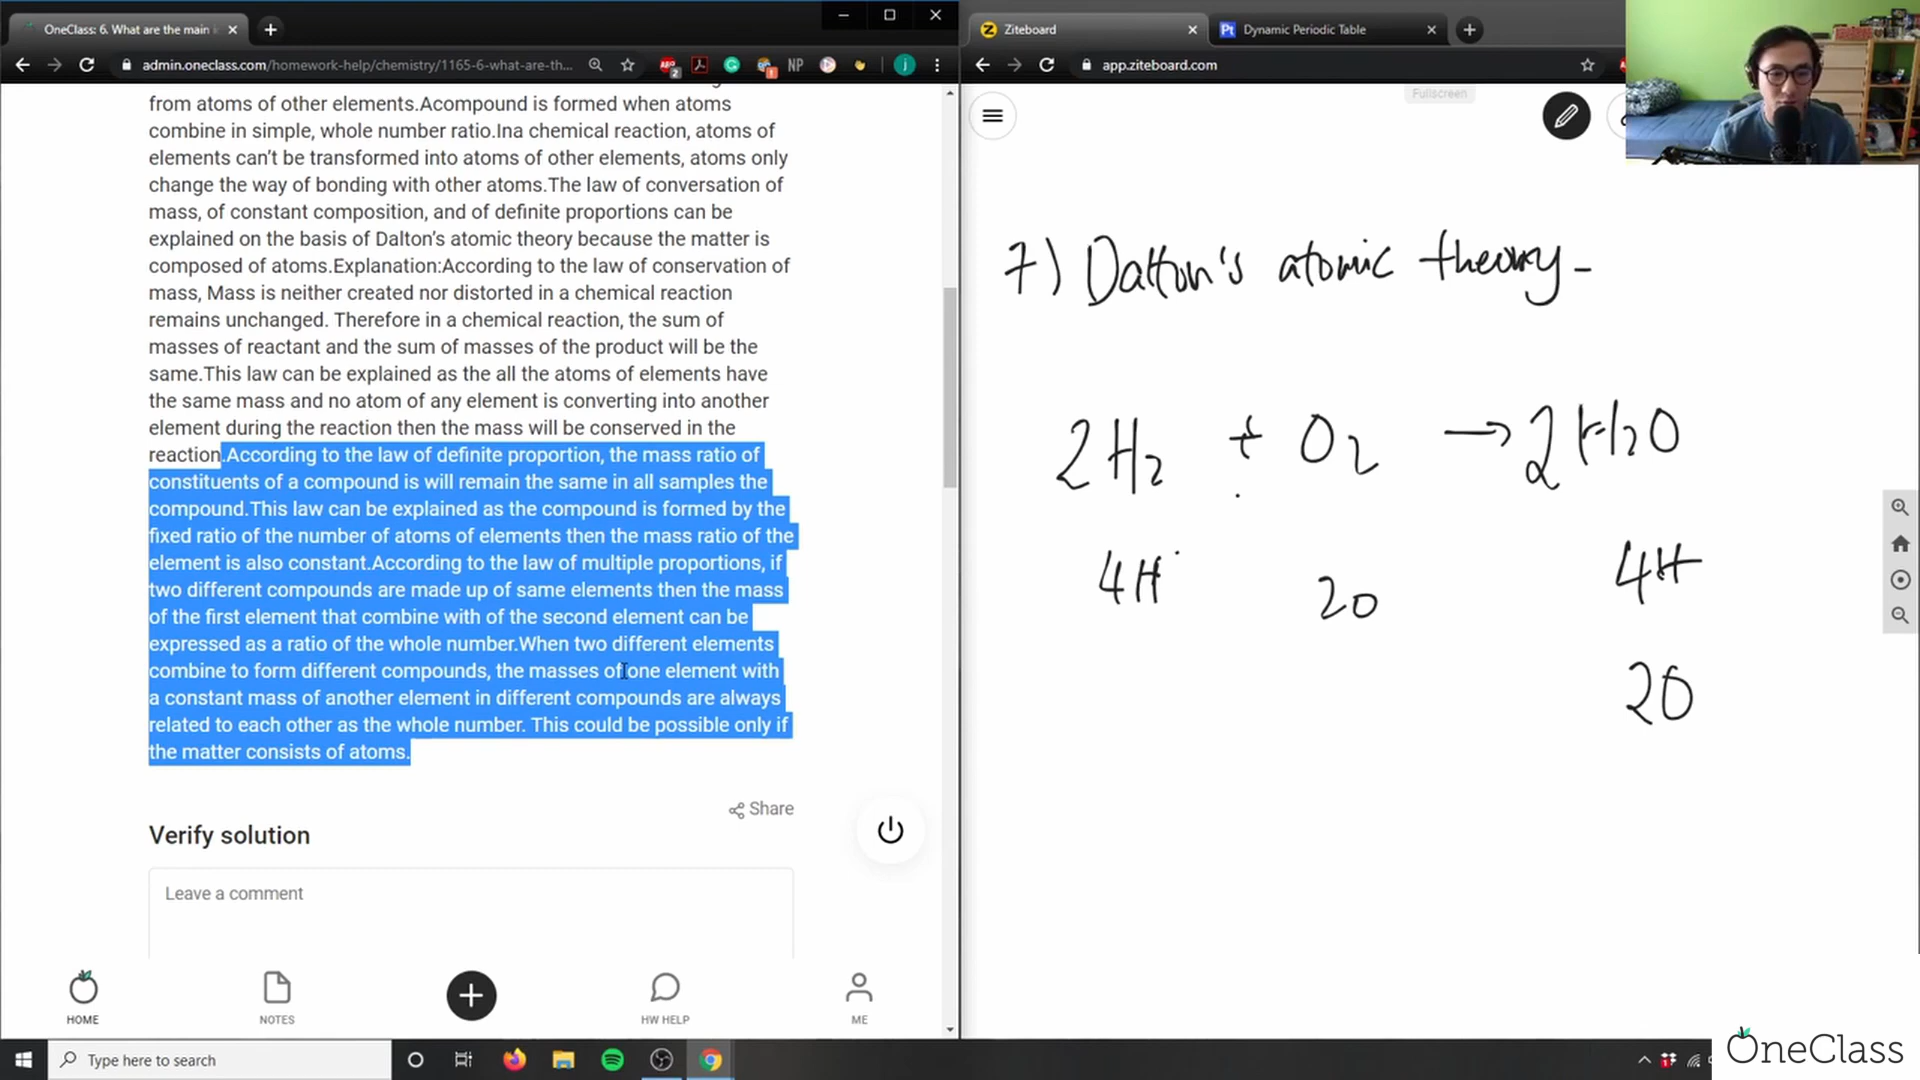 OneClass: 6. What are the main
admin.oneclass.com/homework-help/chemistry/1165-6-what-are-th...
2
NP
j
from atoms of other elements.Acompound is formed when atoms
combine in simple, whole number ratio.Ina chemical reaction, atoms of
elements can’t be transformed into atoms of other elements, atoms only
change the way of bonding with other atoms.The law of conversation of
mass, of constant composition, and of definite proportions can be
explained on the basis of Dalton’s atomic theory because the matter is
composed of atoms.Explanation:According to the law of conservation of
mass, Mass is neither created nor distorted in a chemical reaction
remains unchanged. Therefore in a chemical reaction, the sum of
masses of reactant and the sum of masses of the product will be the
same.This law can be explained as the all the atoms of elements have
the same mass and no atom of any element is converting into another
element during the reaction then the mass will be conserved in the
reaction.According to the law of definite proportion, the mass ratio of
constituents of a compound is will remain the same in all samples the
compound.This law can be explained as the compound is formed by the
fixed ratio of the number of atoms of elements then the mass ratio of the
element is also constant.According to the law of multiple proportions, if
two different compounds are made up of same elements then the mass
of the first element that combine with of the second element can be
expressed as a ratio of the whole number.When two different elements
combine to form different compounds, the masses of one element with
a constant mass of another element in different compounds are always
related to each other as the whole number. This could be possible only if
the matter consists of atoms.
Share
Verify solution
Leave a comment
HOME
NOTES
HW HELP
ME
Ziteboard
Pt Dynamic Periodic Table
app.ziteboard.com
Fullscreen
7) Dalton's atomic theory-
2H2 + O2 → 2H2O
4H 2O 4H
2O
Type here to search
OneClass